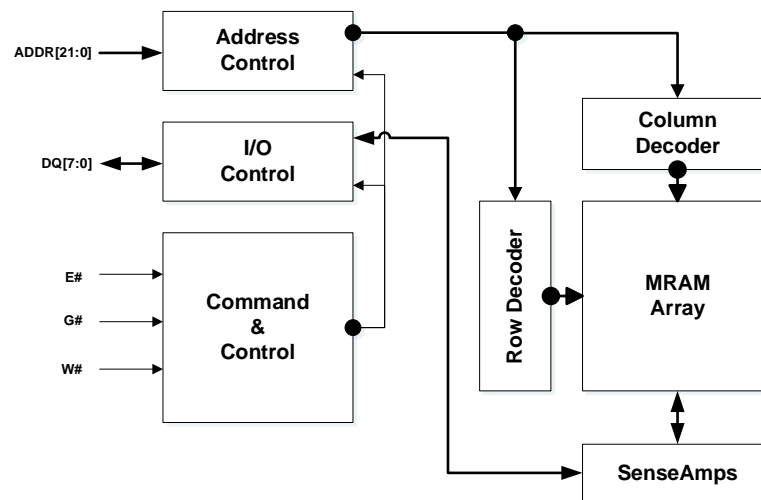 Address
Control
ADDR[21:0]
I/O
Control
DQ[7:0]
Column
Decoder
Row Decoder
MRAM
Array
Command
&
Control
E#
G#
W#
SenseAmps